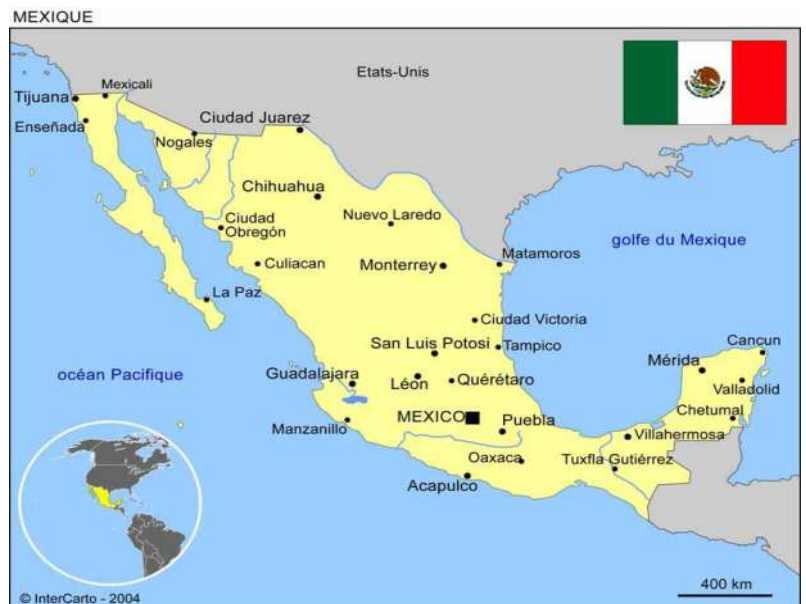 MEXIQUE
Etats-Unis
Mexicali
Tijuana
Enseñada
Nogales
Ciudad Juarez
Chihuahua
Nuevo Laredo
Ciudad
Obregón
golfe du Mexique
Culiacan
Monterrey
Matamoros
La Paz
Ciudad Victoria
San Luis Potosi
Tampico
Cancun
océan Pacifique
Guadalajara
Léon
Quérétaro
Mérida
Valladolid
Manzanillo
MEXICO
Puebla
Chetumal
Villahermosa
Oaxaca
Tuxfla Gutiérrez
Acapulco
400 km
© InterCarto - 2004